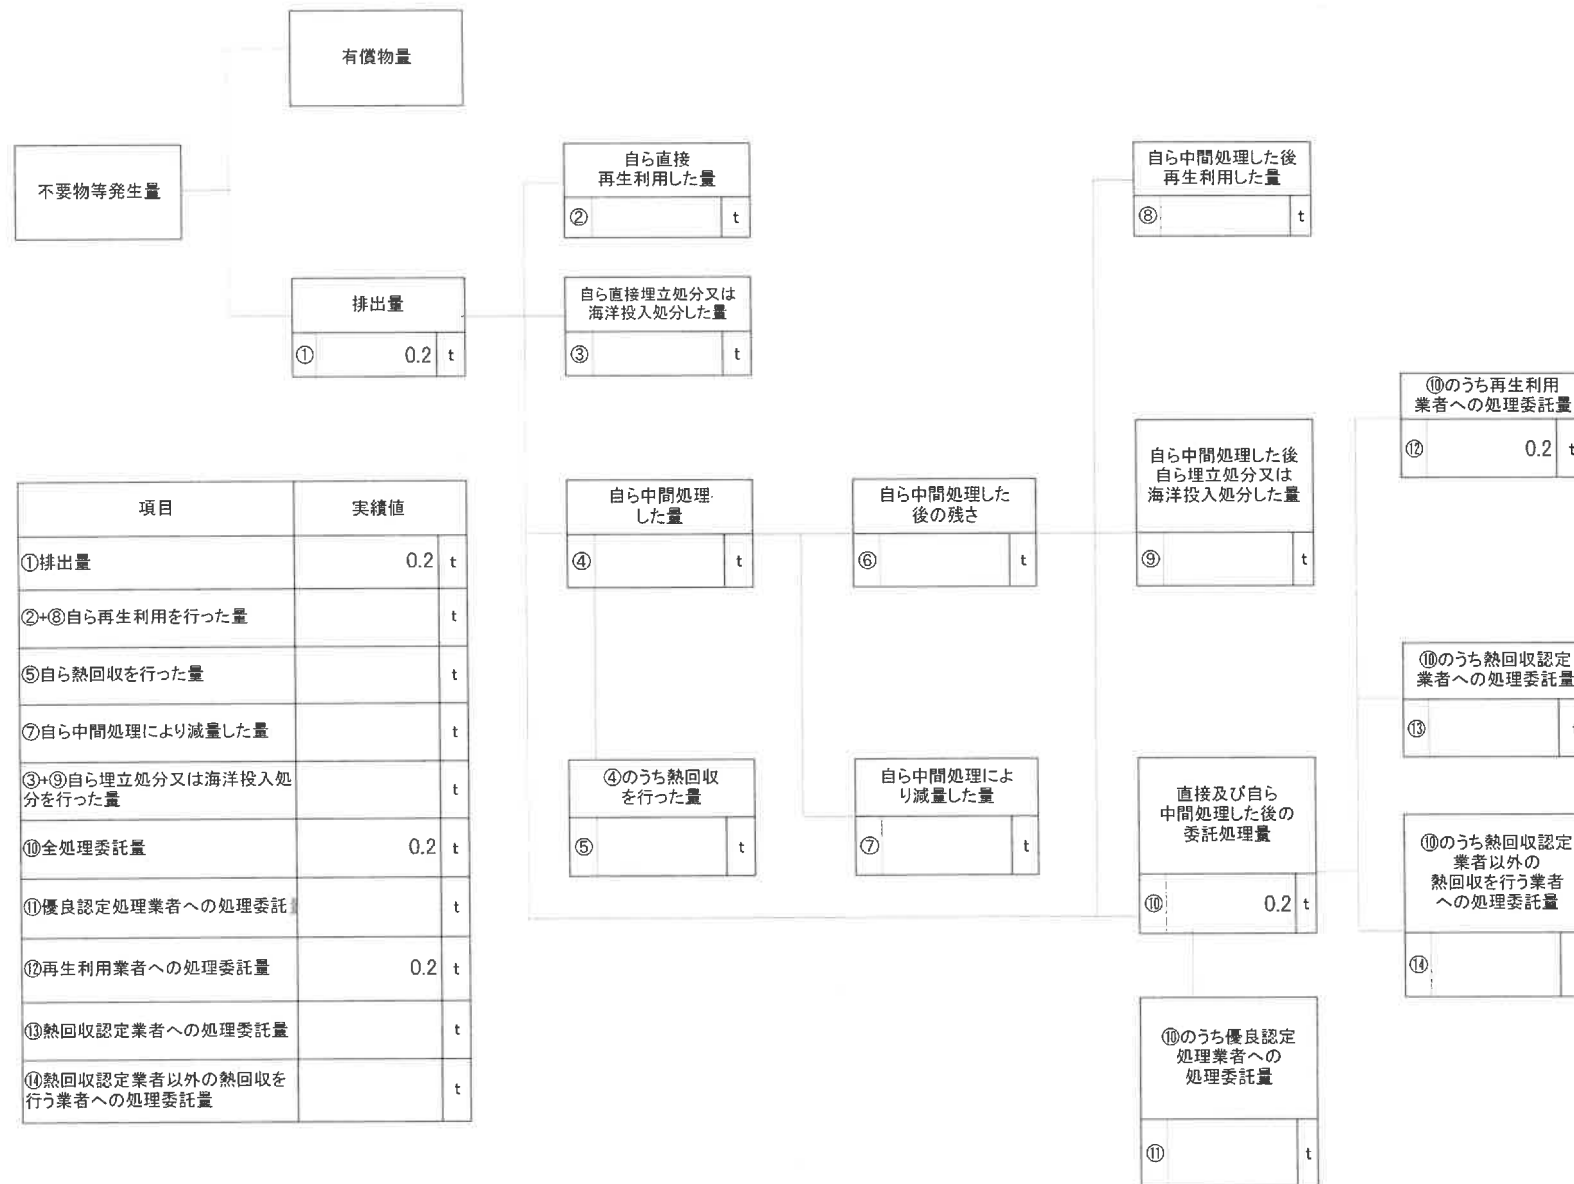 有償物量
不要物等発生量
自ら直接
再生利用した量
② t
自ら中間処理した後
再生利用した量
⑧ t
排出量
① 0.2 t
自ら直接埋立処分又は
海洋投入処分した量
③ t
⑩のうち再生利用
業者への処理委託量
⑫ 0.2 t
自ら中間処理した後
自ら埋立処分又は
海洋投入処分した量
⑨ t
自ら中間処理
した量
④ t
自ら中間処理した
後の残さ
⑥ t
⑩のうち熱回収認定
業者への処理委託量
⑬
④のうち熱回収
を行った量
⑤ t
自ら中間処理によ
り減量した量
⑦ t
直接及び自ら
中間処理した後の
委託処理量
⑩ 0.2 t
⑩のうち熱回収認定
業者以外の
熱回収を行う業者
への処理委託量
⑭
⑩のうち優良認定
処理業者への
処理委託量
⑪ t
項目 実績値
①排出量 0.2 t
②+⑧自ら再生利用を行った量 t
⑤自ら熱回収を行った量 t
⑦自ら中間処理により減量した量 t
③+⑨自ら埋立処分又は海洋投入処
分を行った量 t
⑩全処理委託量 0.2 t
⑪優良認定処理業者への処理委託 t
⑫再生利用業者への処理委託量 0.2 t
⑬熱回収認定業者への処理委託量 t
⑭熱回収認定業者以外の熱回収を
行う業者への処理委託量 t